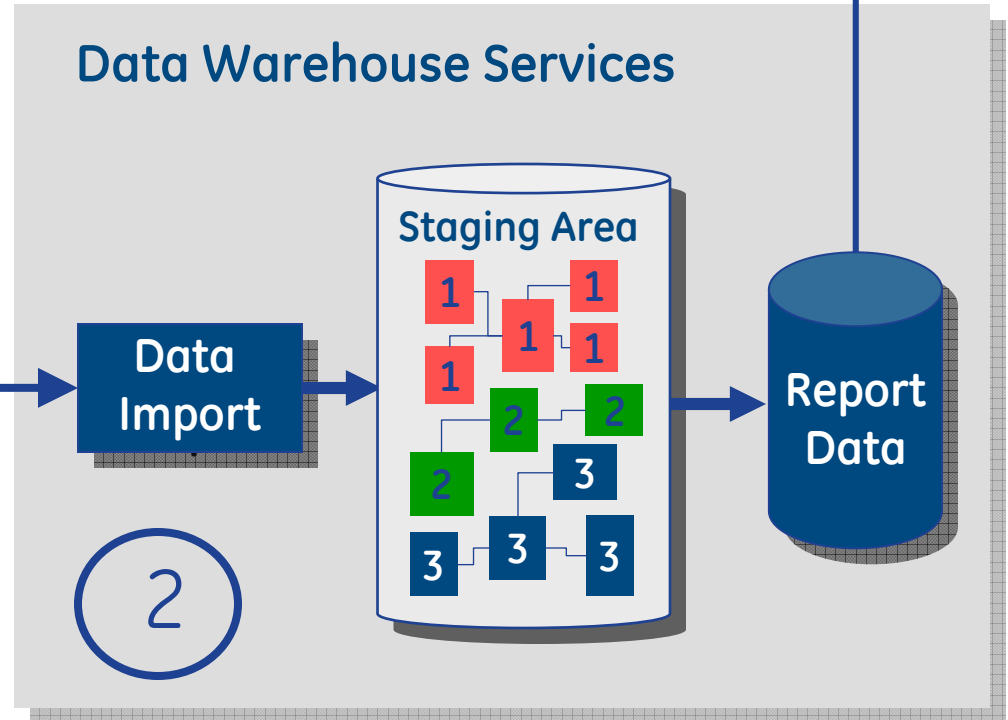 Data Warehouse Services
Staging Area
1
1
1
1
1
2
2
2
3
3
3
3
Data
Import
Report
Data
2